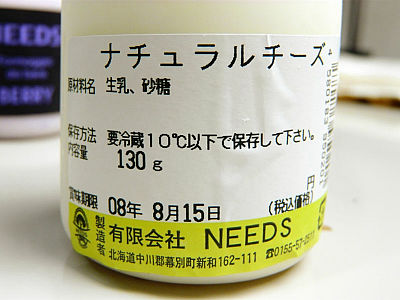 NEEDS
BERRY
ナチュラルチーズ
原材料名 生乳、砂糖
保存方法 要冷蔵10℃以下で保存して下さい。
内容量 130g
賞味期限 08年 8月15日
円
(税込価格)
製造者 有限会社 NEEDS
北海道中川郡幕別町新和162-111 ☎0155-57-